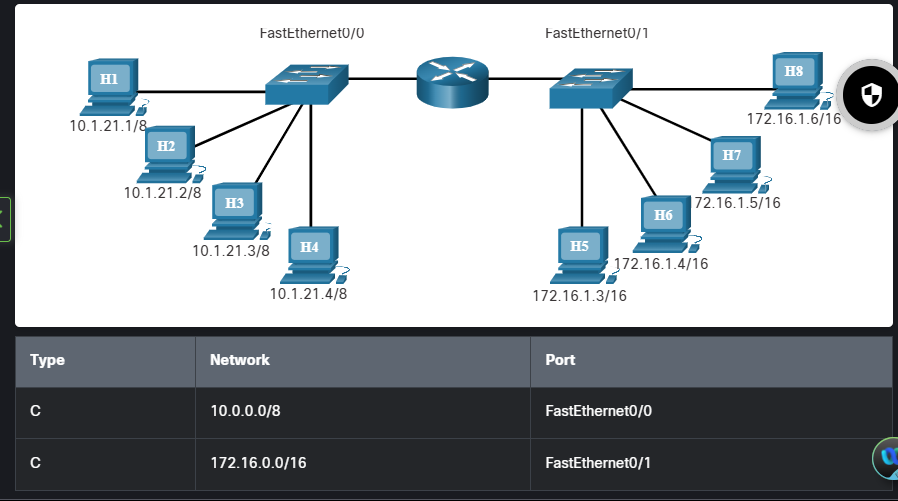 FastEthernet0/0
FastEthernet0/1
H1
10.1.21.1/8
H2
10.1.21.2/8
H3
10.1.21.3/8
H4
10.1.21.4/8
H8
172.16.1.6/16
H7
72.16.1.5/16
H6
172.16.1.4/16
H5
172.16.1.3/16
Type Network Port
C 10.0.0.0/8 FastEthernet0/0
C 172.16.0.0/16 FastEthernet0/1